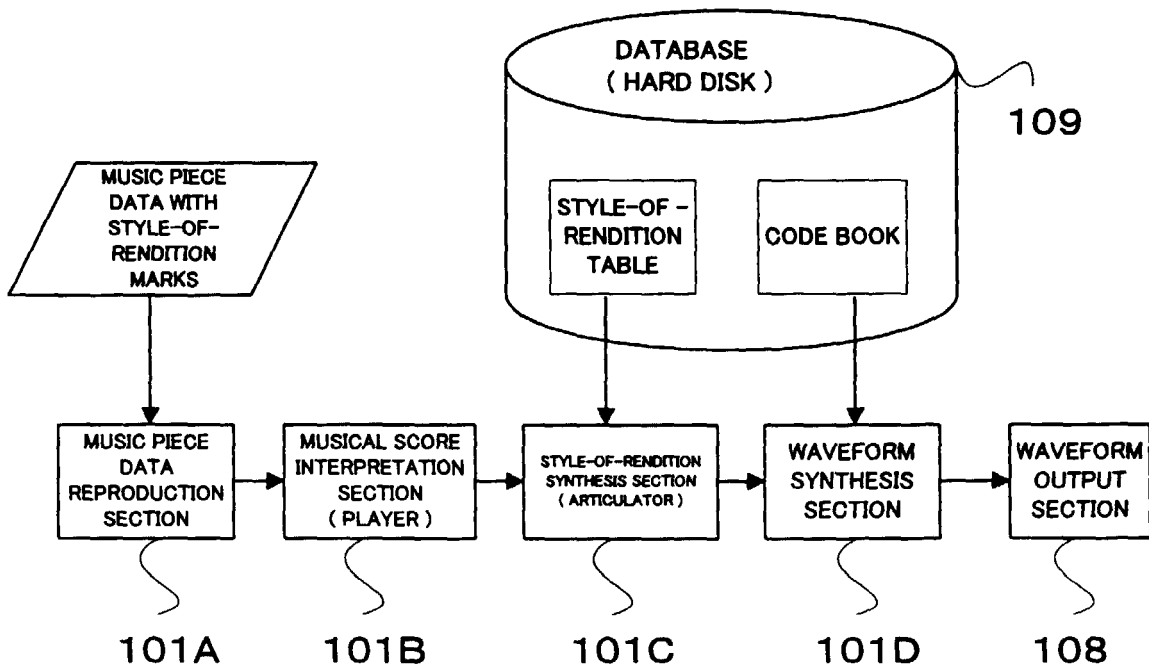 DATABASE
( HARD DISK )
109
MUSIC PIECE
DATA WITH
STYLE-OF-
RENDITION
MARKS
STYLE-OF -
RENDITION
TABLE
CODE BOOK
MUSIC PIECE
DATA
REPRODUCTION
SECTION
MUSICAL SCORE
INTERPRETATION
SECTION
( PLAYER )
STYLE-OF-RENDITION
SYNTHESIS SECTION
( ARTICULATOR )
WAVEFORM
SYNTHESIS
SECTION
WAVEFORM
OUTPUT
SECTION
101A
101B
101C
101D
108